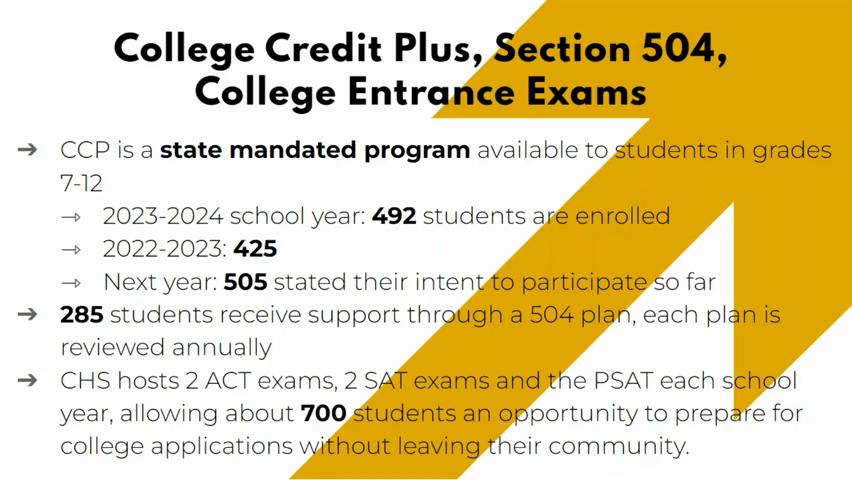 College Credit Plus, Section 504,
College Entrance Exams
➔ CCP is a state mandated program available to students in grades
7-12
→ 2023-2024 school year: 492 students are enrolled
→ 2022-2023: 425
→ Next year: 505 stated their intent to participate so far
➔ 285 students receive support through a 504 plan, each plan is
reviewed annually
➔ CHS hosts 2 ACT exams, 2 SAT exams and the PSAT each school
year, allowing about 700 students an opportunity to prepare for
college applications without leaving their community.